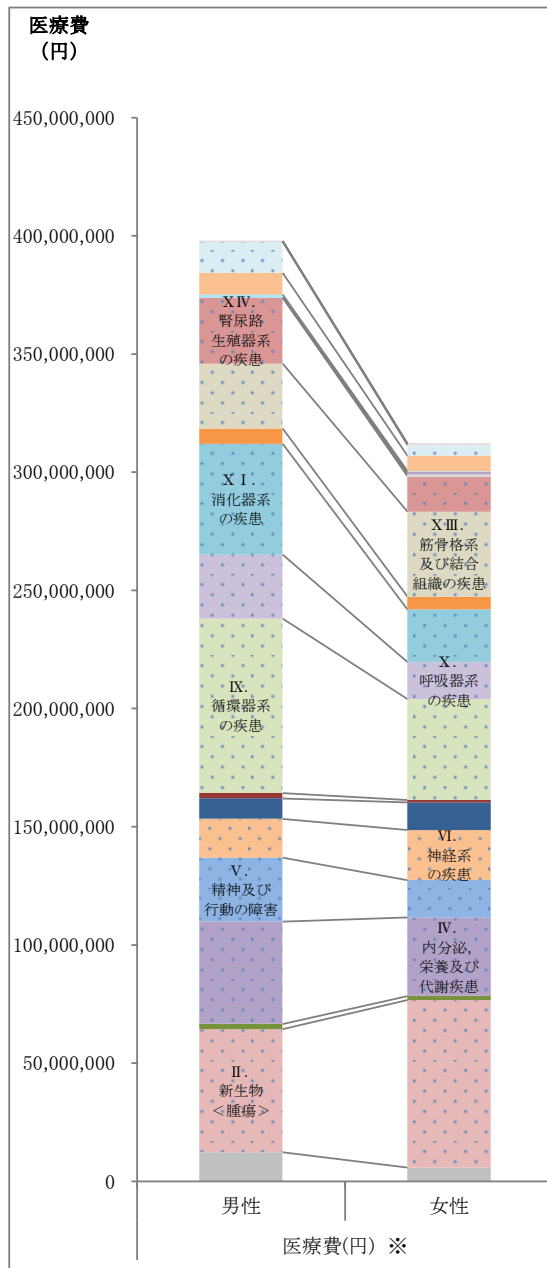 医療費
(円)
450,000,000
400,000,000
350,000,000
300,000,000
250,000,000
200,000,000
150,000,000
100,000,000
50,000,000
0
ⅩⅣ.
腎尿路
生殖器系
の疾患
ⅩⅠ.
消化器系
の疾患
Ⅸ.
循環器系
の疾患
Ⅴ.
精神及び
行動の障害
Ⅱ.
新生物
＜腫瘍＞
ⅩⅢ.
筋骨格系
及び結合
組織の疾患
Ⅹ.
呼吸器系
の疾患
Ⅵ.
神経系
の疾患
Ⅳ.
内分泌,
栄養及び
代謝疾患
男性
女性
医療費(円) ※